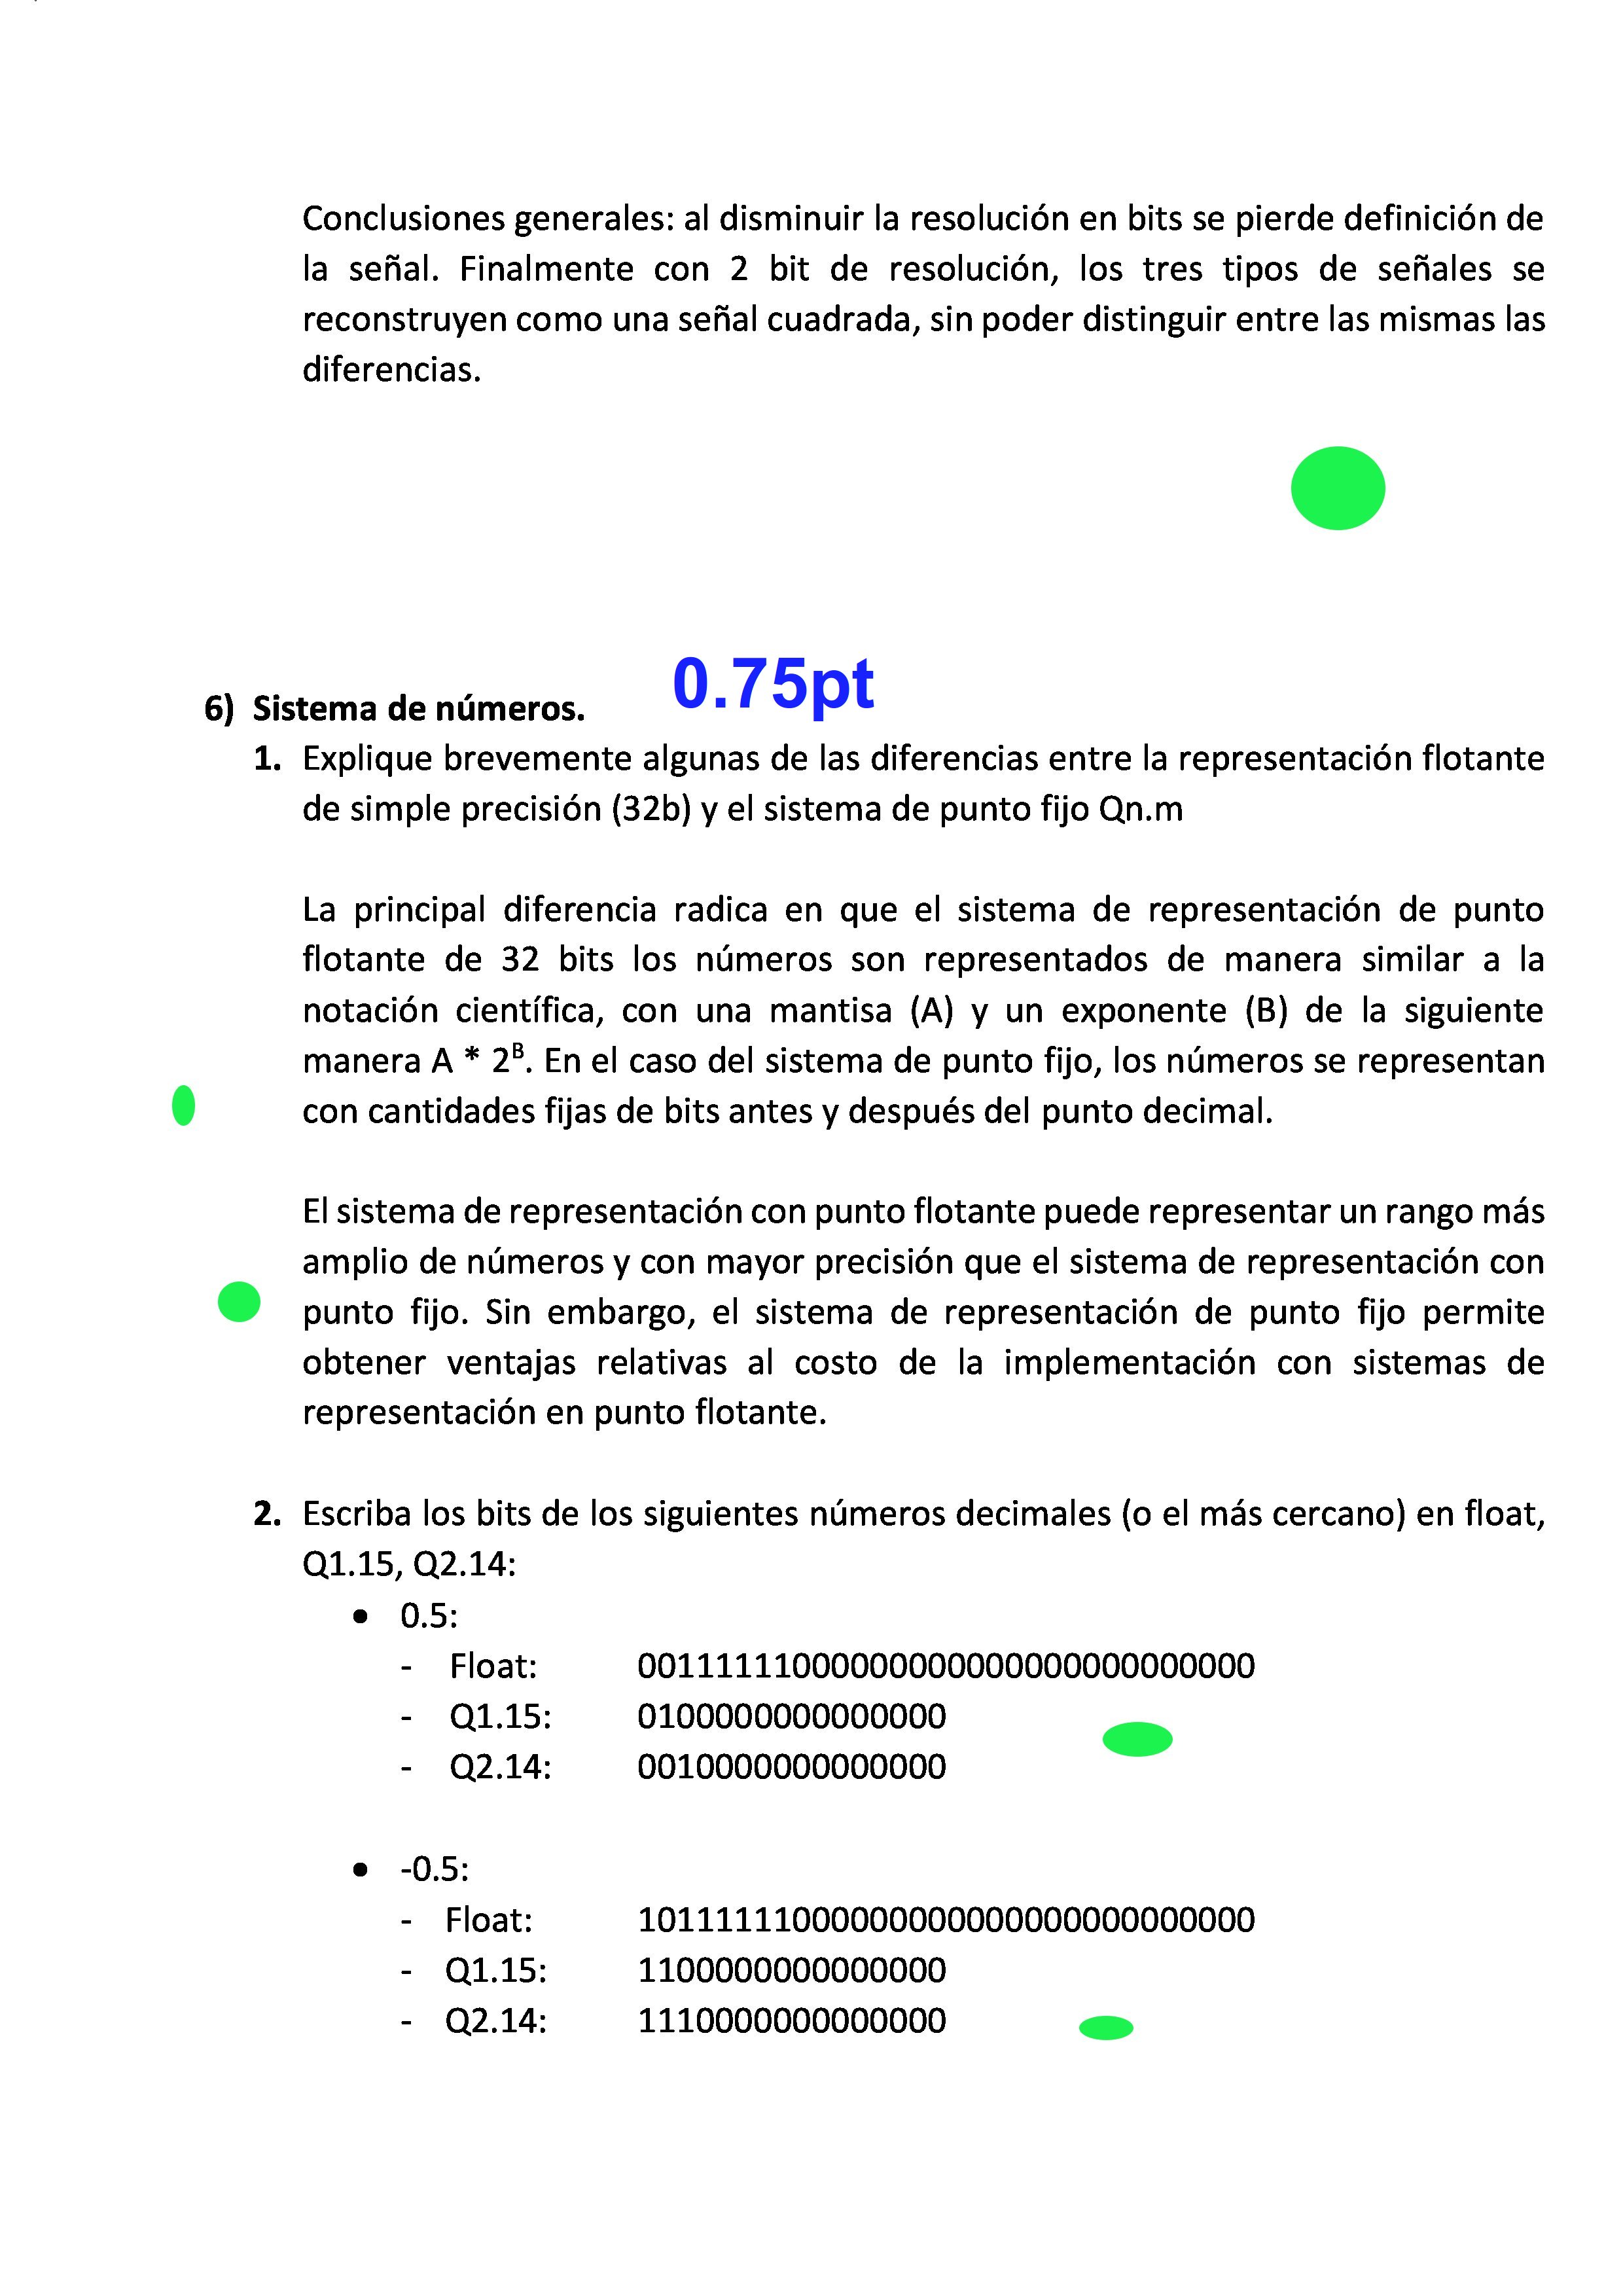 Conclusiones generales: al disminuir la resolución en bits se pierde definición de
la señal. Finalmente con 2 bit de resolución, los tres tipos de señales se
reconstruyen como una señal cuadrada, sin poder distinguir entre las mismas las
diferencias.
0.75pt
6) Sistema de números.
1. Explique brevemente algunas de las diferencias entre la representación flotante
de simple precisión (32b) y el sistema de punto fijo Qn.m
La principal diferencia radica en que el sistema de representación de punto
flotante de 32 bits los números son representados de manera similar a la
notación científica, con una mantisa (A) y un exponente (B) de la siguiente
manera A * 2^B. En el caso del sistema de punto fijo, los números se representan
con cantidades fijas de bits antes y después del punto decimal.
El sistema de representación con punto flotante puede representar un rango más
amplio de números y con mayor precisión que el sistema de representación con
punto fijo. Sin embargo, el sistema de representación de punto fijo permite
obtener ventajas relativas al costo de la implementación con sistemas de
representación en punto flotante.
2. Escriba los bits de los siguientes números decimales (o el más cercano) en float,
Q1.15, Q2.14:
• 0.5:
- Float: 00111111000000000000000000000000
- Q1.15: 0100000000000000
- Q2.14: 0010000000000000
• -0.5:
- Float: 10111111000000000000000000000000
- Q1.15: 1100000000000000
- Q2.14: 1110000000000000